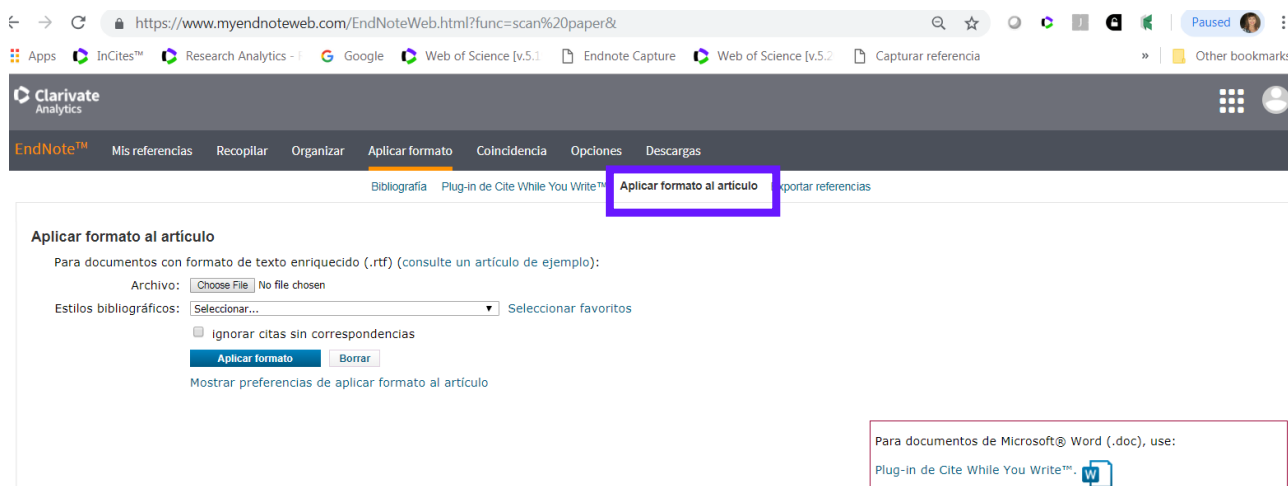 https://www.myendnoteweb.com/EndNoteWeb.html?func=scan%20paper&
Paused
Apps InCites™ Research Analytics - Google Web of Science [v.5.1 Endnote Capture Web of Science [v.5.2 Capturar referencia » Other bookmarks
Clarivate
Analytics
EndNote™ Mis referencias Recopilar Organizar Aplicar formato Coincidencia Opciones Descargas
Bibliografía Plug-in de Cite While You Write™ Aplicar formato al artículo xportar referencias
Aplicar formato al artículo
Para documentos con formato de texto enriquecido (.rtf) (consulte un artículo de ejemplo):
Archivo: Choose File No file chosen
Estilos bibliográficos: Seleccionar... Seleccionar favoritos
ignorar citas sin correspondencias
Aplicar formato Borrar
Mostrar preferencias de aplicar formato al artículo
Para documentos de Microsoft® Word (.doc), use:
Plug-in de Cite While You Write™. W